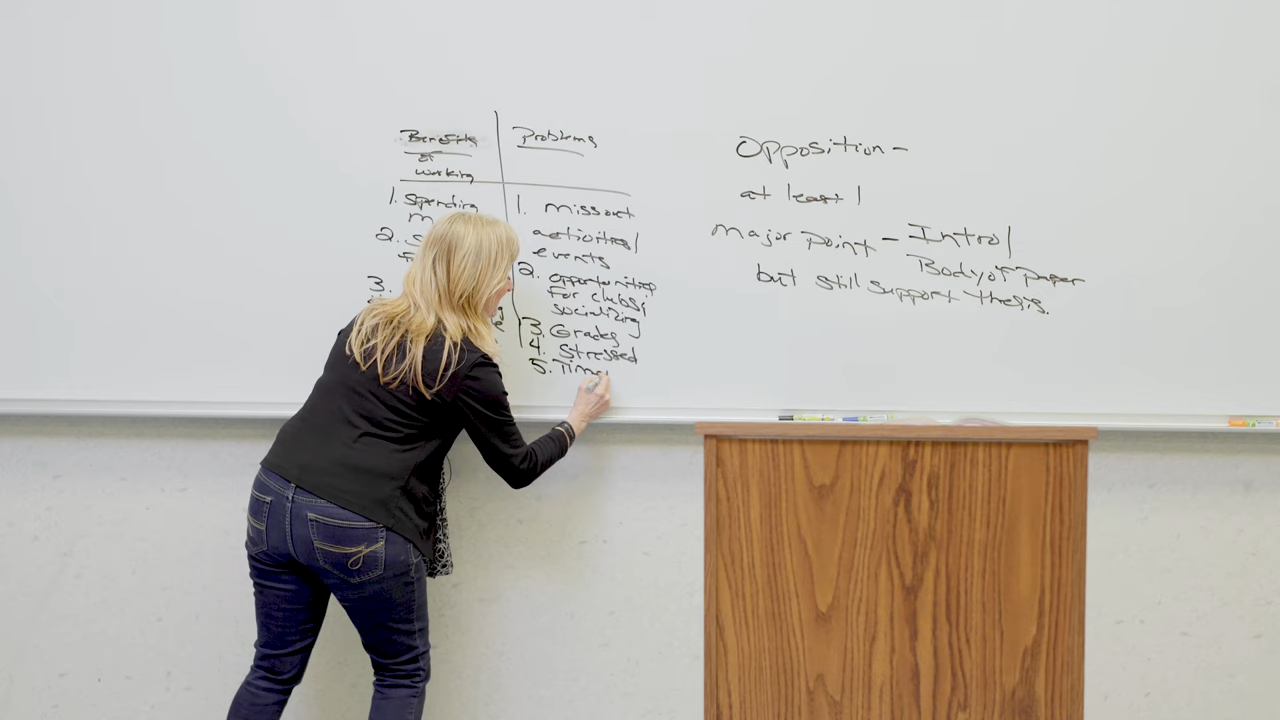 Benefits
of
working
1. Spending
2.
3.
Problems
1. miss out
activities/
events
2. opportunities
for clubs;
socializing
3. Grades
4. Stressed
5. Time
Opposition -
at least 1
major point - Intro/
Body of paper
but still support thesis.